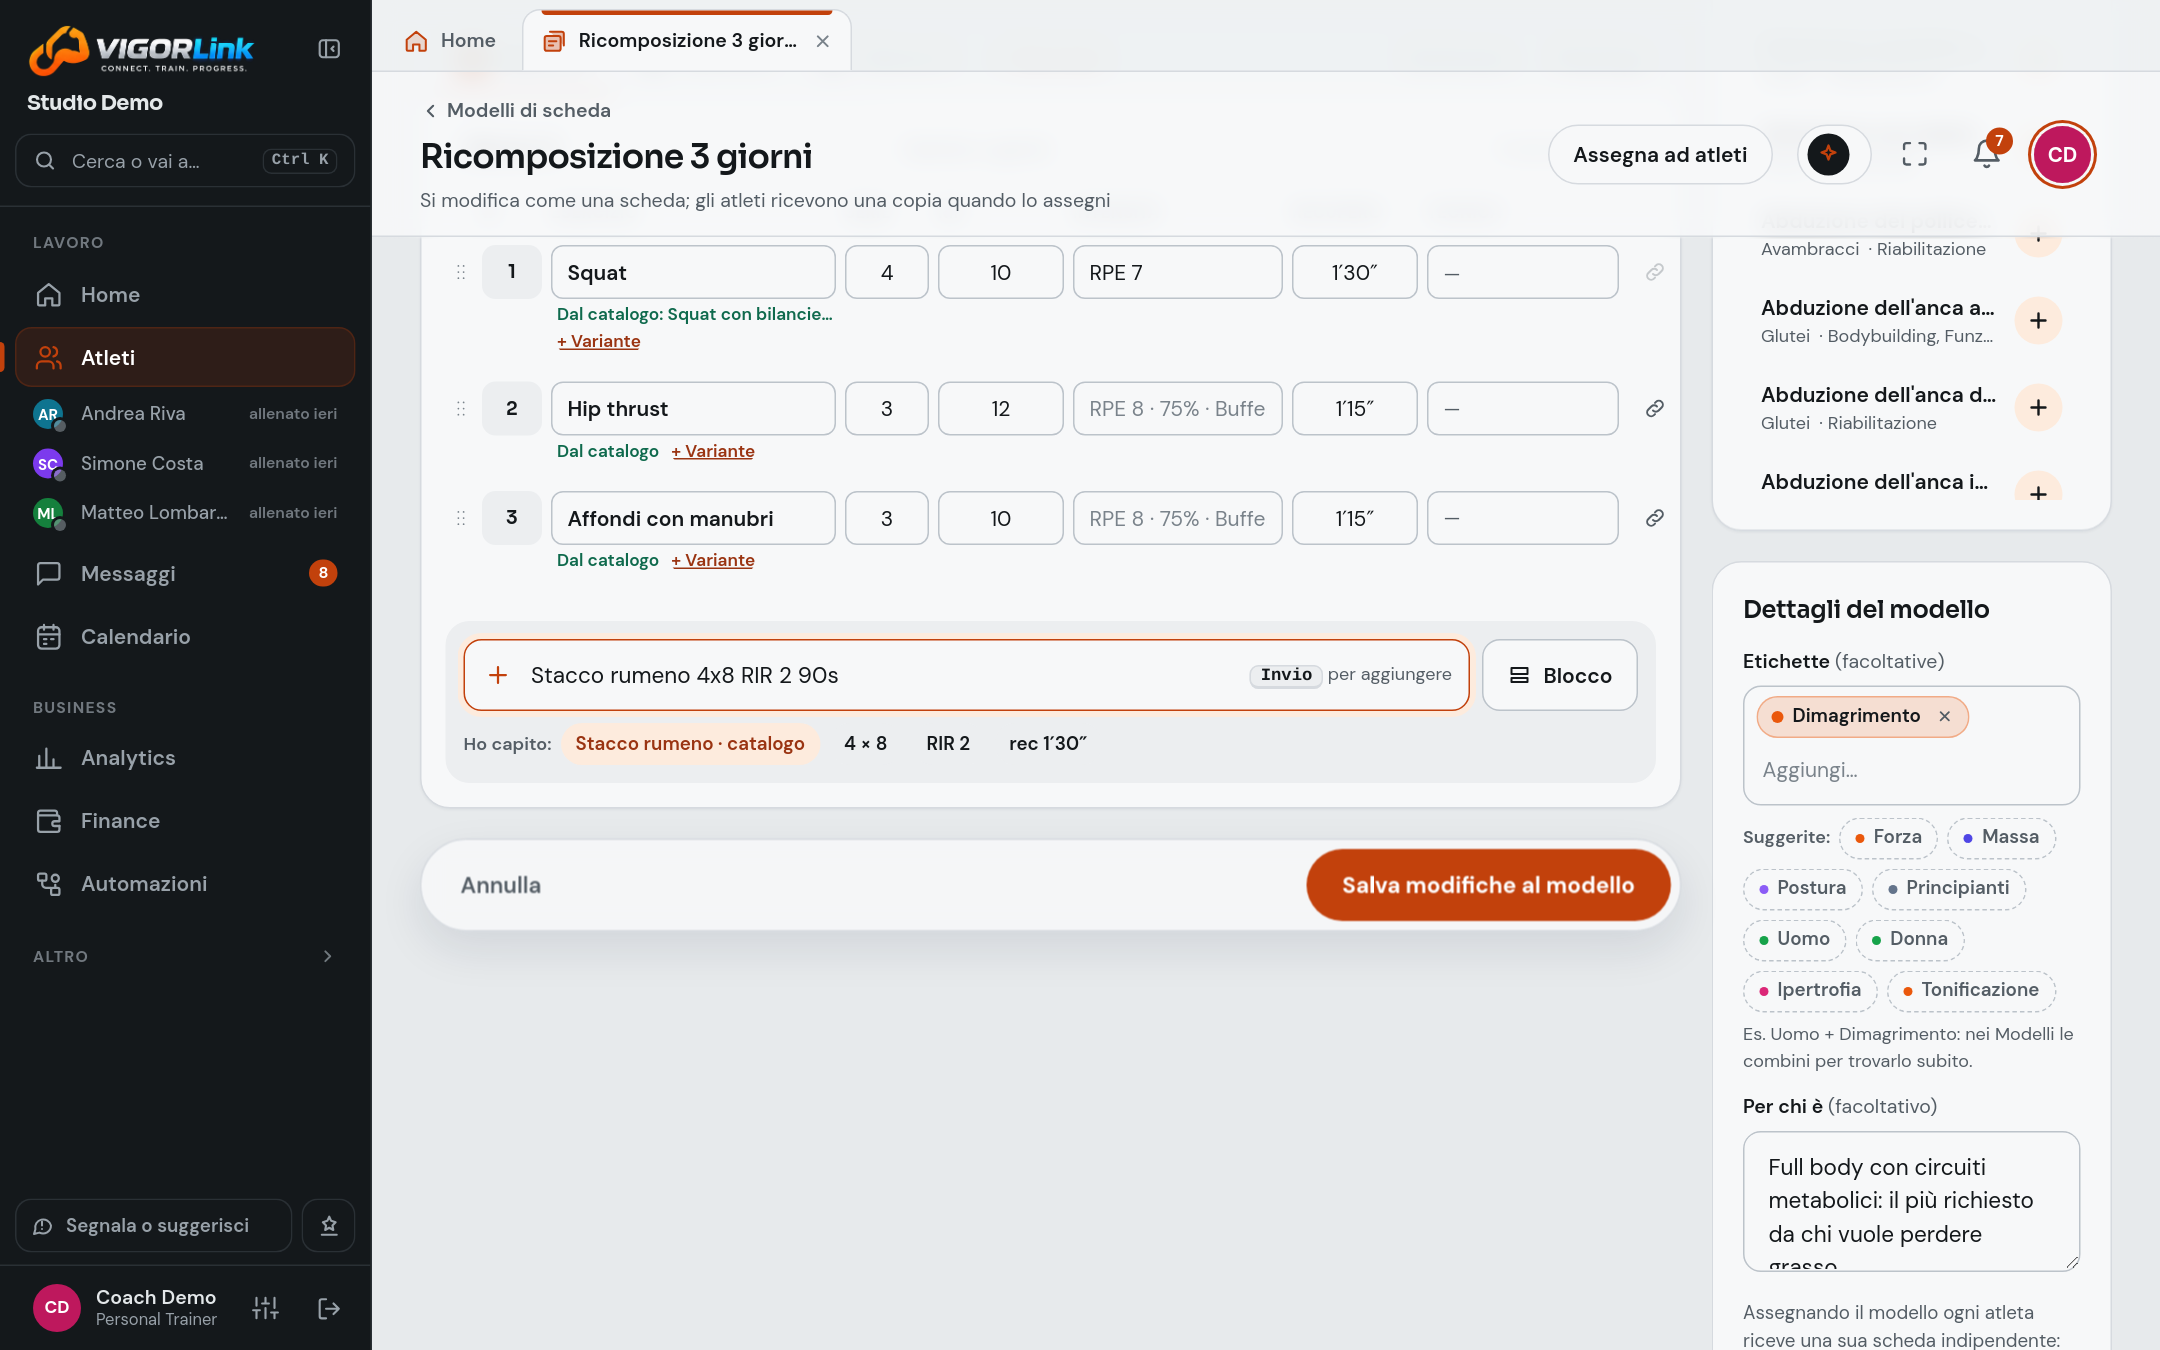 VIGORLink
CONNECT. TRAIN. PROGRESS.
Studio Demo
Cerca o vai a...
Ctrl K
LAVORO
Home
Atleti
AR Andrea Riva allenato ieri
SC Simone Costa allenato ieri
ML Matteo Lombar... allenato ieri
Messaggi 8
Calendario
BUSINESS
Analytics
Finance
Automazioni
ALTRO
Segnala o suggerisci
CD Coach Demo
Personal Trainer
Home
Ricomposizione 3 gior...
Modelli di scheda
Ricomposizione 3 giorni
Si modifica come una scheda; gli atleti ricevono una copia quando lo assegni
Assegna ad atleti
7
CD
1 Squat 4 10 RPE 7 1′30″ —
Dal catalogo: Squat con bilancie...
+ Variante
2 Hip thrust 3 12 RPE 8 · 75% · Buffe 1′15″ —
Dal catalogo + Variante
3 Affondi con manubri 3 10 RPE 8 · 75% · Buffe 1′15″ —
Dal catalogo + Variante
+ Stacco rumeno 4x8 RIR 2 90s
Invio per aggiungere
Blocco
Ho capito: Stacco rumeno · catalogo 4 × 8 RIR 2 rec 1′30″
Annulla
Salva modifiche al modello
Avambracci · Riabilitazione
Abduzione dell'anca a...
Glutei · Bodybuilding, Funz...
Abduzione dell'anca d...
Glutei · Riabilitazione
Abduzione dell'anca i...
Dettagli del modello
Etichette (facoltative)
Dimagrimento ×
Aggiungi...
Suggerite: Forza Massa
Postura Principianti
Uomo Donna
Ipertrofia Tonificazione
Es. Uomo + Dimagrimento: nei Modelli le
combini per trovarlo subito.
Per chi è (facoltativo)
Full body con circuiti
metabolici: il più richiesto
da chi vuole perdere
grasso
Assegnando il modello ogni atleta
riceve una sua scheda indipendente: